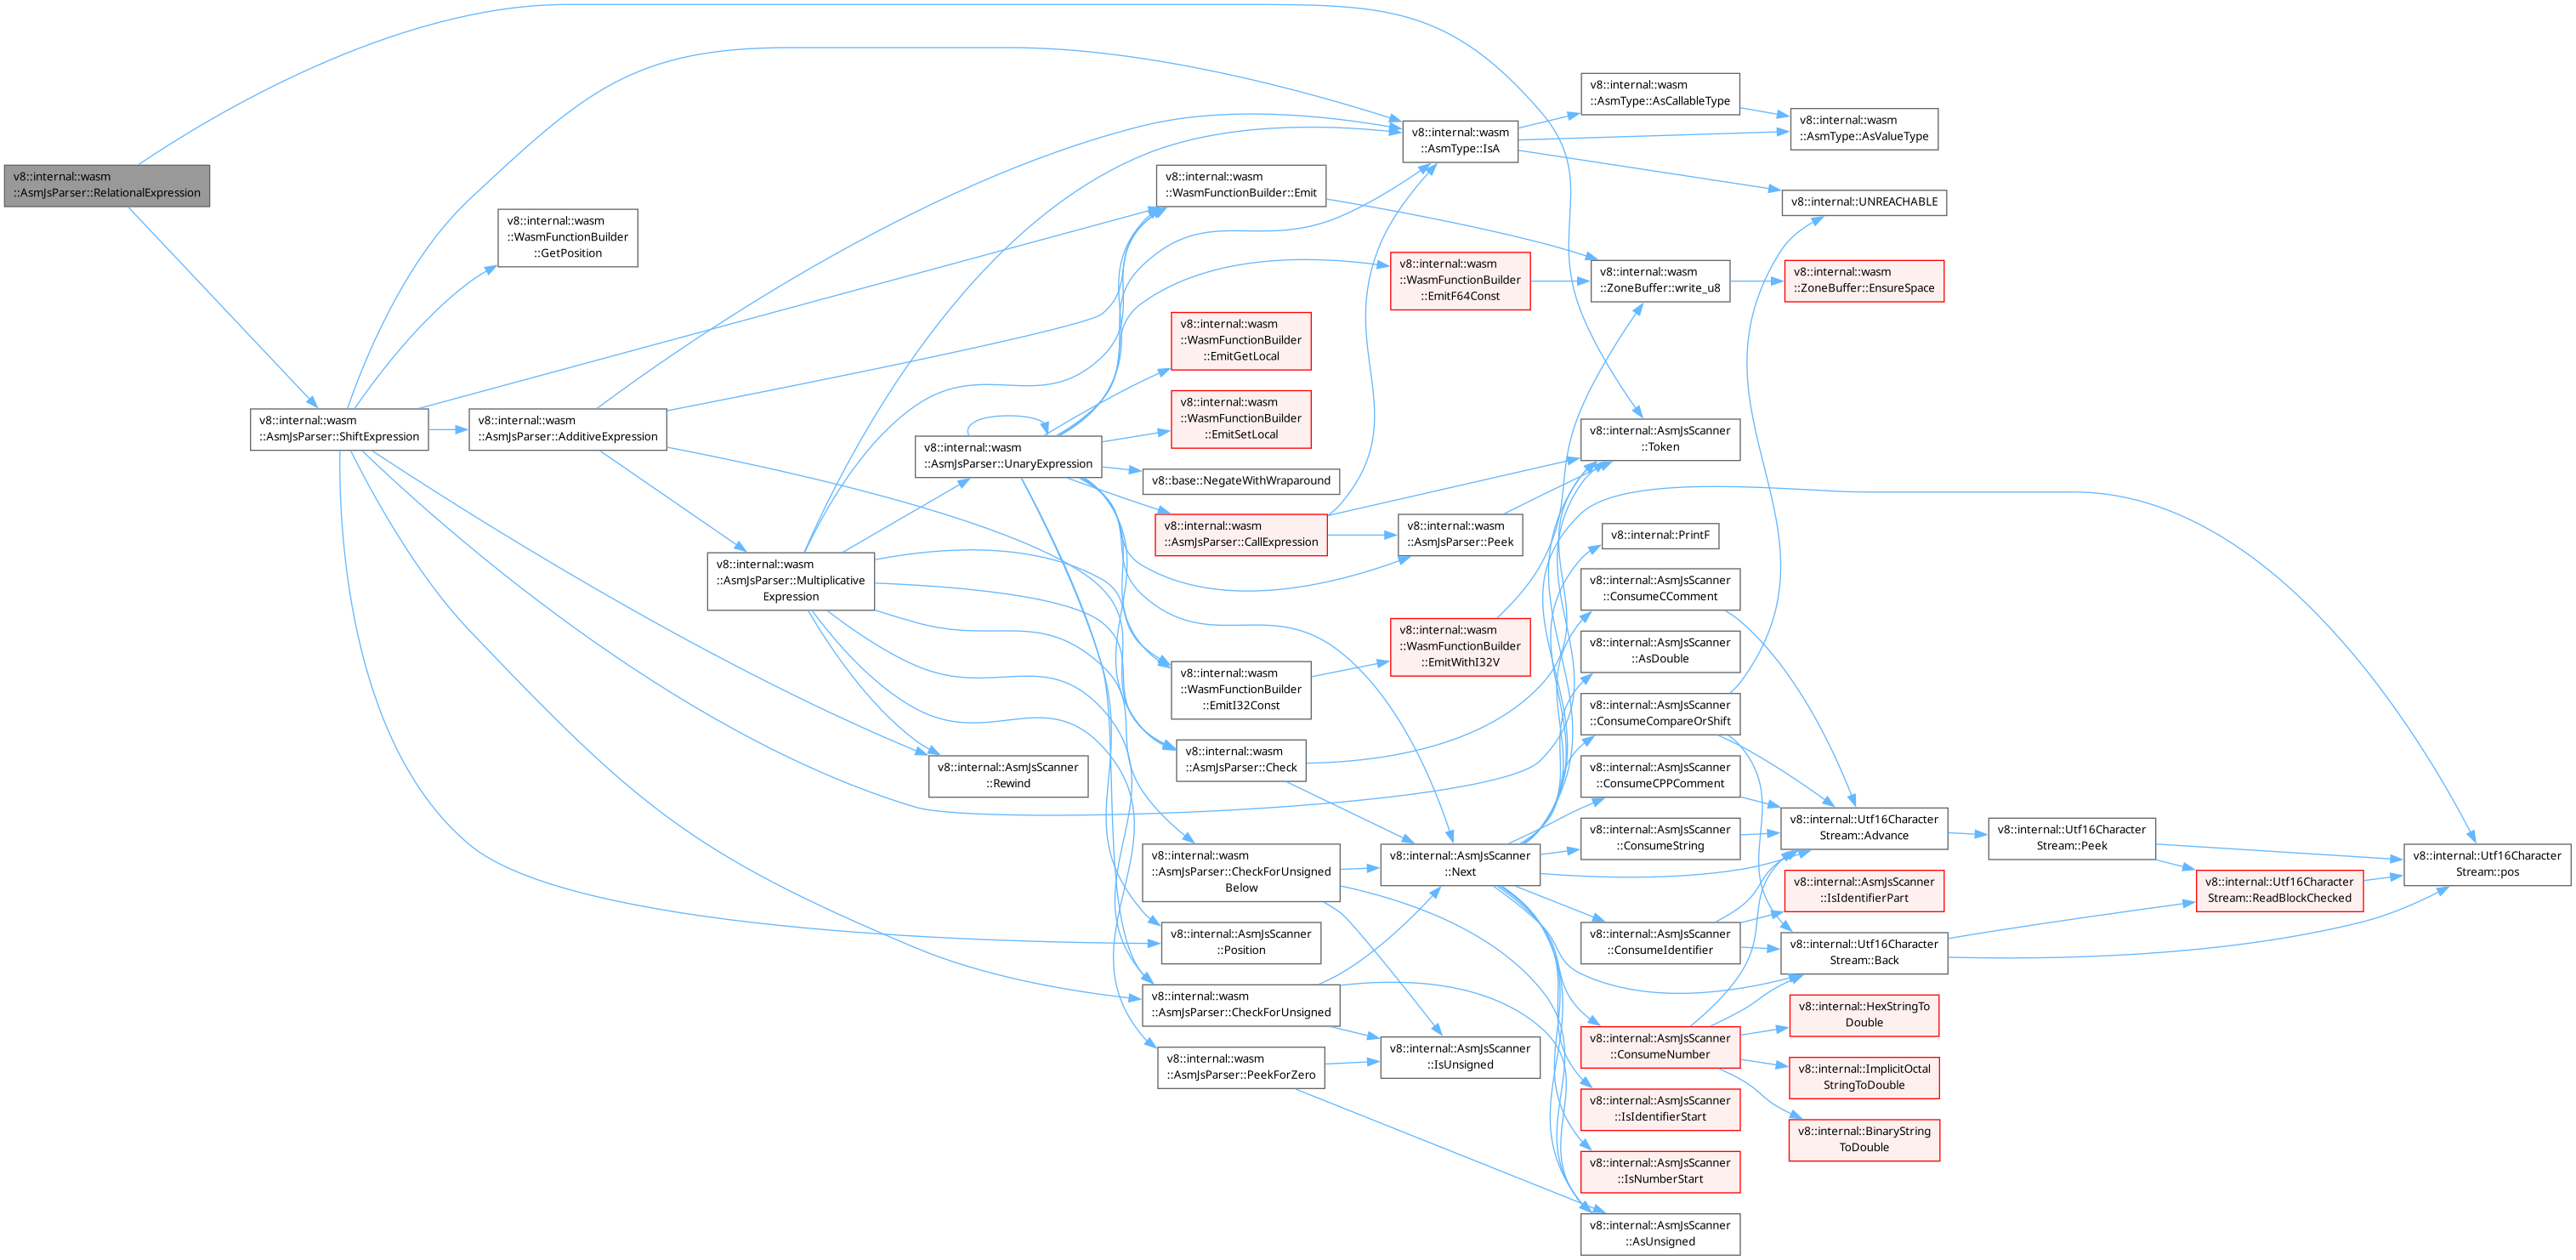 v8::internal::wasm
::AsmJsParser::RelationalExpression
v8::internal::wasm
::AsmJsParser::ShiftExpression
v8::internal::wasm
::WasmFunctionBuilder
::GetPosition
v8::internal::wasm
::AsmJsParser::AdditiveExpression
v8::internal::wasm
::AsmJsParser::Multiplicative
Expression
v8::internal::wasm
::AsmJsParser::UnaryExpression
v8::internal::AsmJsScanner
::Rewind
v8::internal::wasm
::WasmFunctionBuilder::Emit
v8::internal::wasm
::WasmFunctionBuilder
::EmitGetLocal
v8::internal::wasm
::WasmFunctionBuilder
::EmitSetLocal
v8::base::NegateWithWraparound
v8::internal::wasm
::AsmJsParser::CallExpression
v8::internal::wasm
::WasmFunctionBuilder
::EmitI32Const
v8::internal::wasm
::AsmJsParser::Check
v8::internal::wasm
::AsmJsParser::CheckForUnsigned
Below
v8::internal::AsmJsScanner
::Position
v8::internal::wasm
::AsmJsParser::CheckForUnsigned
v8::internal::wasm
::AsmJsParser::PeekForZero
v8::internal::wasm
::AsmType::IsA
v8::internal::wasm
::WasmFunctionBuilder
::EmitF64Const
v8::internal::wasm
::AsmJsParser::Peek
v8::internal::wasm
::WasmFunctionBuilder
::EmitWithI32V
v8::internal::AsmJsScanner
::Next
v8::internal::AsmJsScanner
::IsUnsigned
v8::internal::wasm
::AsmType::AsCallableType
v8::internal::wasm
::ZoneBuffer::write_u8
v8::internal::AsmJsScanner
::Token
v8::internal::PrintF
v8::internal::AsmJsScanner
::ConsumeCComment
v8::internal::AsmJsScanner
::AsDouble
v8::internal::AsmJsScanner
::ConsumeCompareOrShift
v8::internal::AsmJsScanner
::ConsumeCPPComment
v8::internal::AsmJsScanner
::ConsumeString
v8::internal::AsmJsScanner
::ConsumeIdentifier
v8::internal::AsmJsScanner
::ConsumeNumber
v8::internal::AsmJsScanner
::IsIdentifierStart
v8::internal::AsmJsScanner
::IsNumberStart
v8::internal::AsmJsScanner
::AsUnsigned
v8::internal::wasm
::AsmType::AsValueType
v8::internal::UNREACHABLE
v8::internal::wasm
::ZoneBuffer::EnsureSpace
v8::internal::Utf16Character
Stream::Advance
v8::internal::AsmJsScanner
::IsIdentifierPart
v8::internal::Utf16Character
Stream::Back
v8::internal::HexStringTo
Double
v8::internal::ImplicitOctal
StringToDouble
v8::internal::BinaryString
ToDouble
v8::internal::Utf16Character
Stream::Peek
v8::internal::Utf16Character
Stream::ReadBlockChecked
v8::internal::Utf16Character
Stream::pos